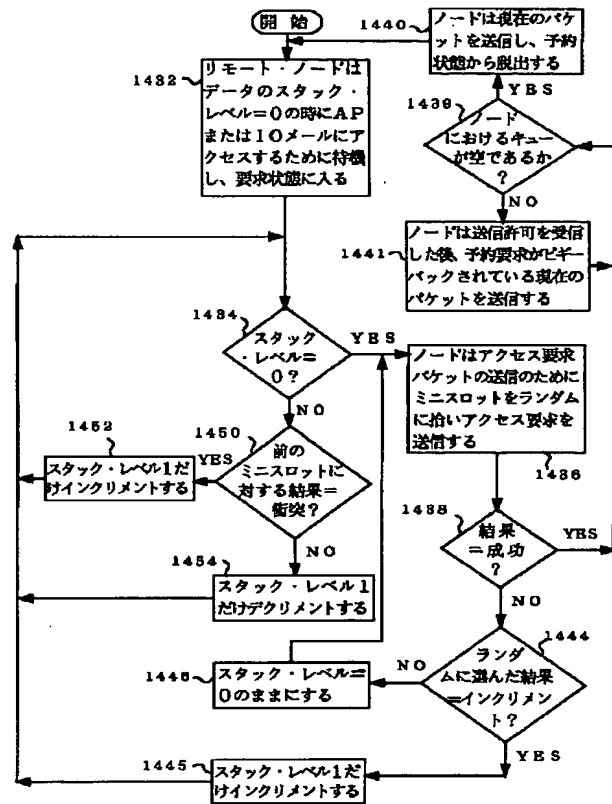 開始
1432
リモート・ノードは
データのスタック・
レベル=0の時にAP
または10メールに
アクセスするために待機
し、要求状態に入る
1440
ノードは現在のパケ
ットを送信し、予約
状態から脱出する
YES
1439
ノード
におけるキュー
が空であるか
?
NO
1441
ノードは送信許可を受信
した後、予約要求がピギー
バックされている現在の
パケットを送信する
1434
スタック
・レベル=
0?
YES
NO
ノードはアクセス要求
パケットの送信のために
ミニスロットをランダム
に拾いアクセス要求を
送信する
1436
1450
前の
ミニスロットに
対する結果=
衝突?
YES
NO
1452
スタック・レベル1だ
けインクリメントする
1454
スタック・レベル1
だけデクリメントする
1438
結果
=成功
?
YES
NO
1444
ランダ
ムに選んだ結果
=インクリメン
ト?
NO
YES
1446
スタック・レベル=
0のままにする
1445
スタック・レベル1だ
けインクリメントする